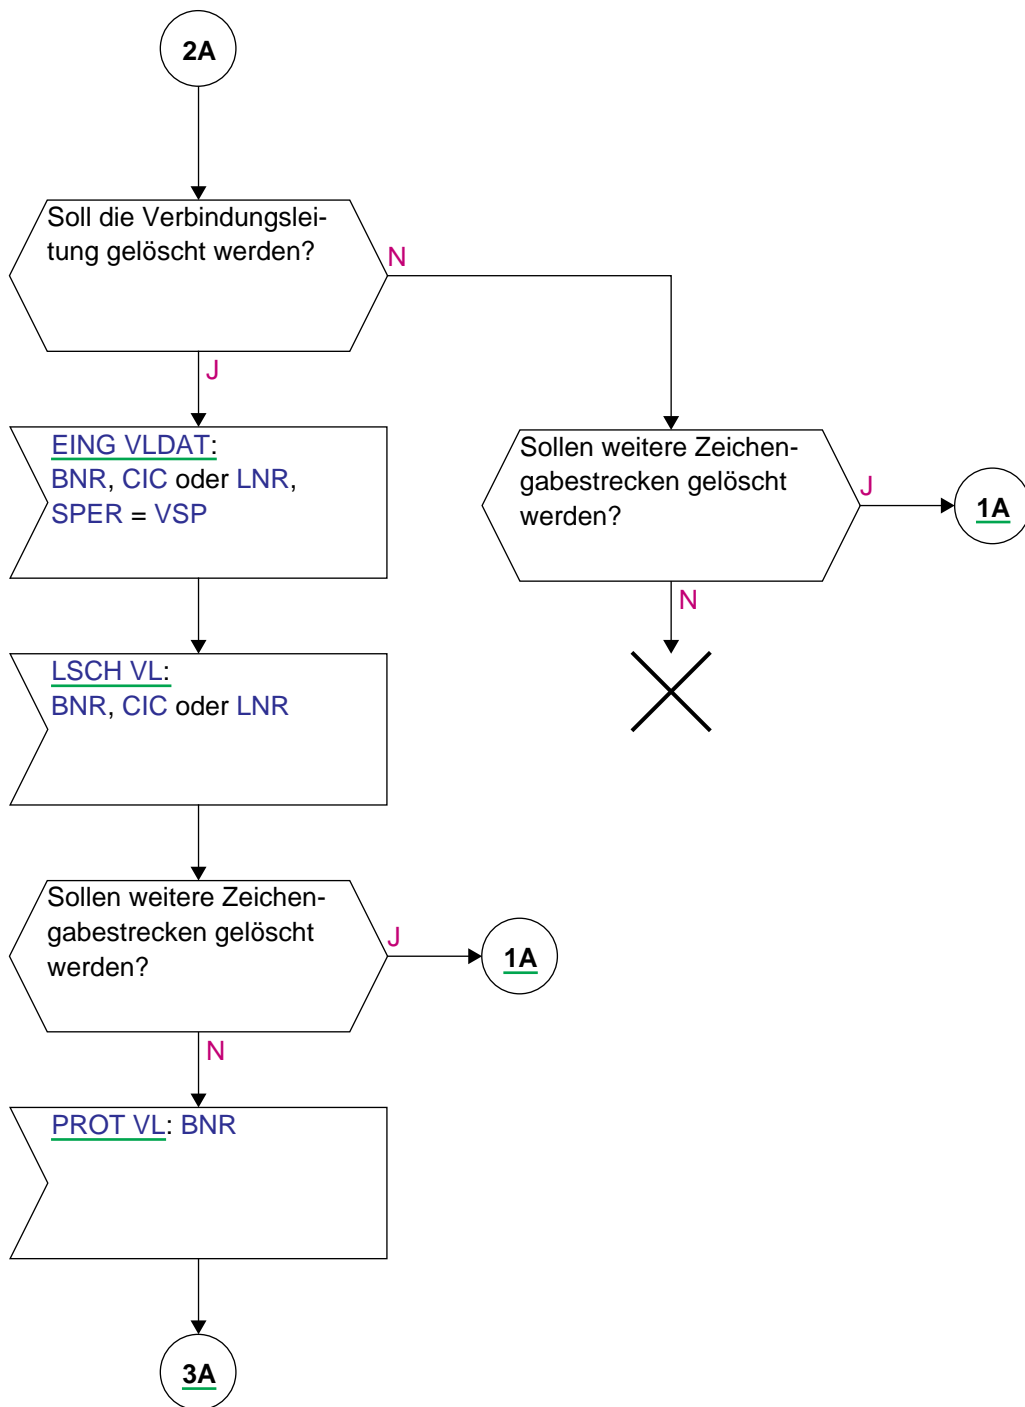 2A
Soll die Verbindungslei-
tung gelöscht werden?
N
J
EING VLDAT:
BNR, CIC oder LNR,
SPER = VSP
Sollen weitere Zeichen-
gabestrecken gelöscht
werden?
J
1A
N
LSCH VL:
BNR, CIC oder LNR
Sollen weitere Zeichen-
gabestrecken gelöscht
werden?
J
1A
N
PROT VL: BNR
3A